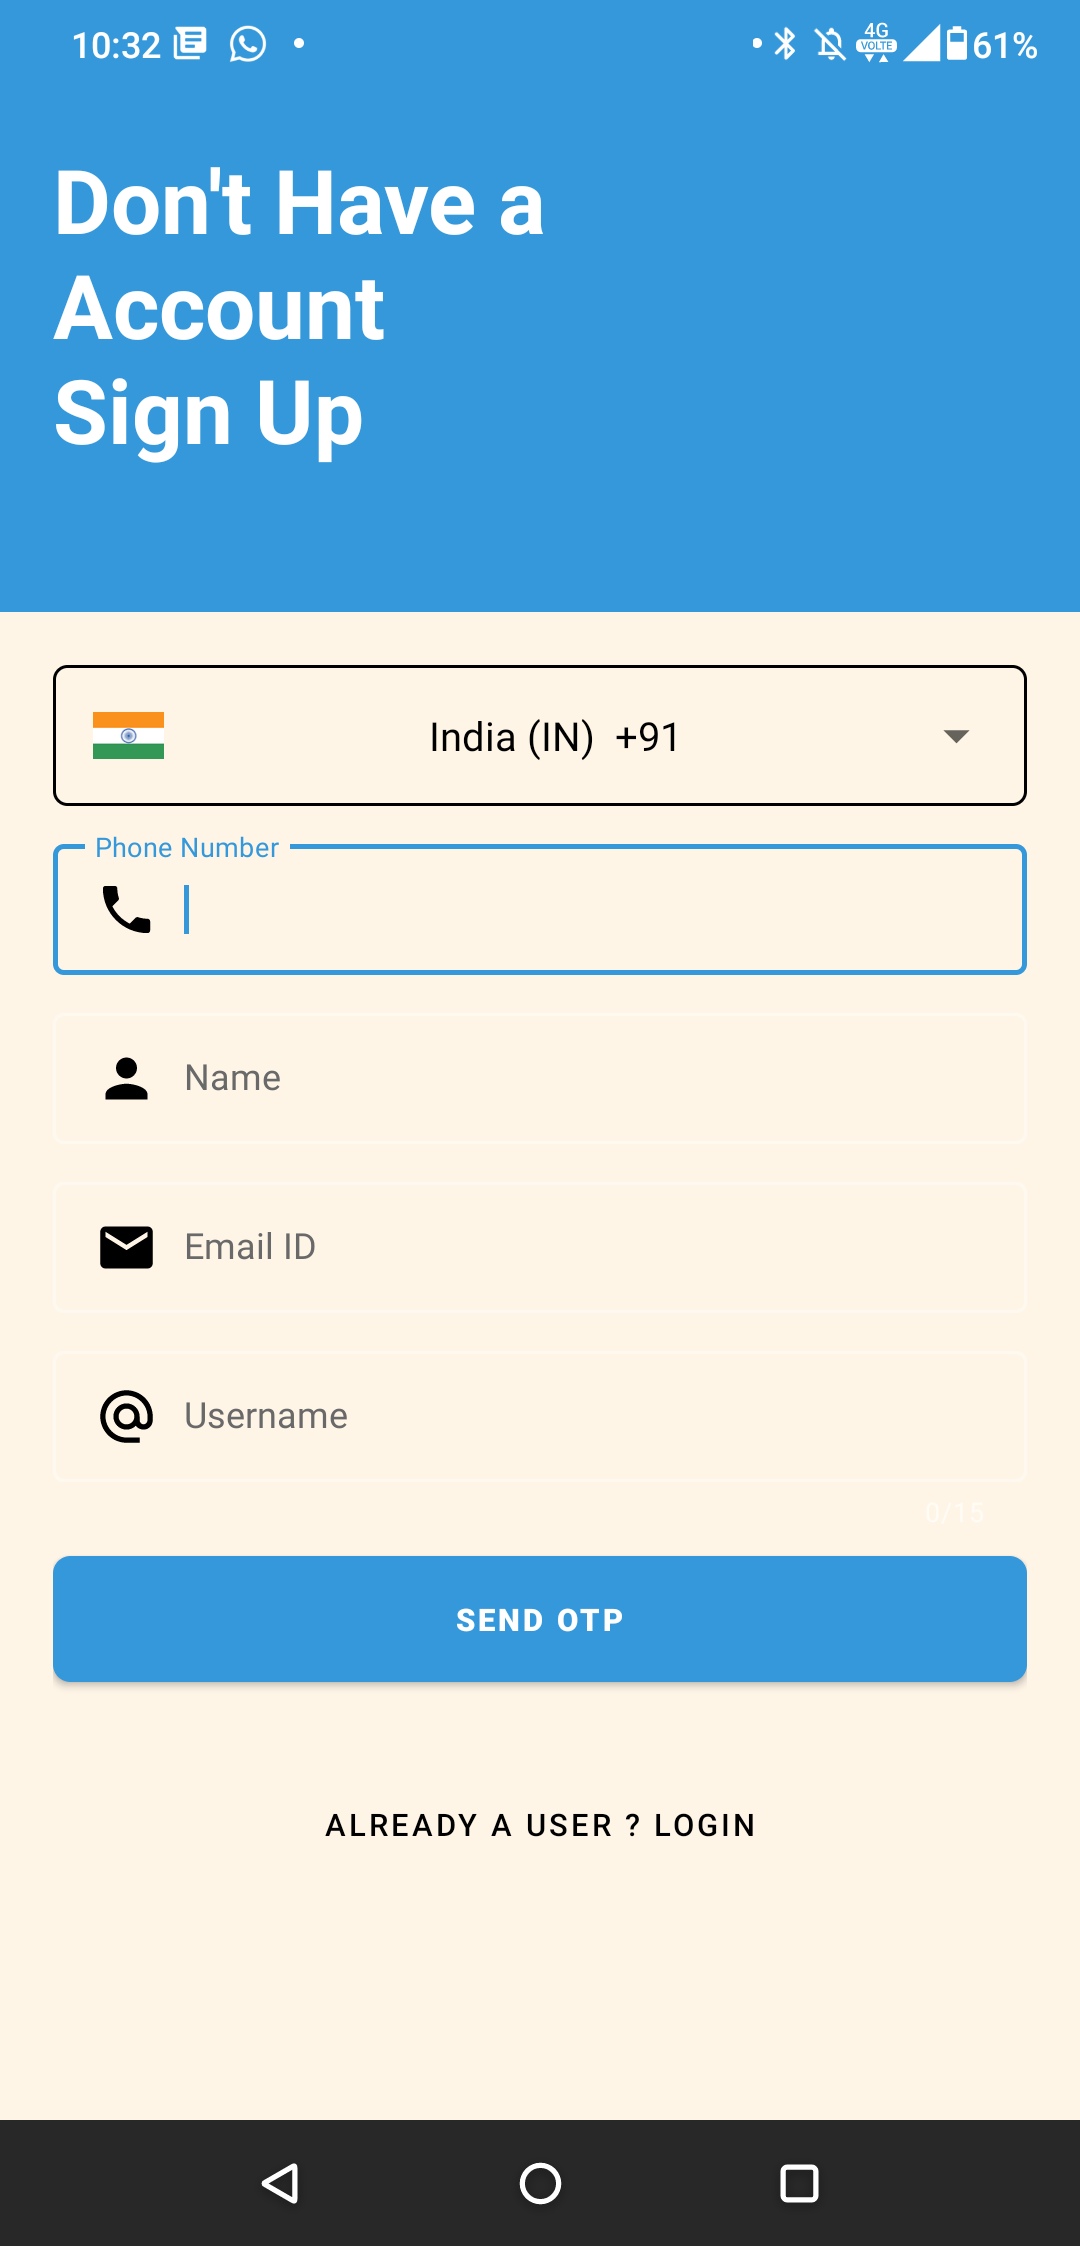 10:32
4G
VOLTE
61%
Don't Have a
Account
Sign Up
India (IN) +91
Phone Number
Name
Email ID
Username
0/15
SEND OTP
ALREADY A USER ? LOGIN